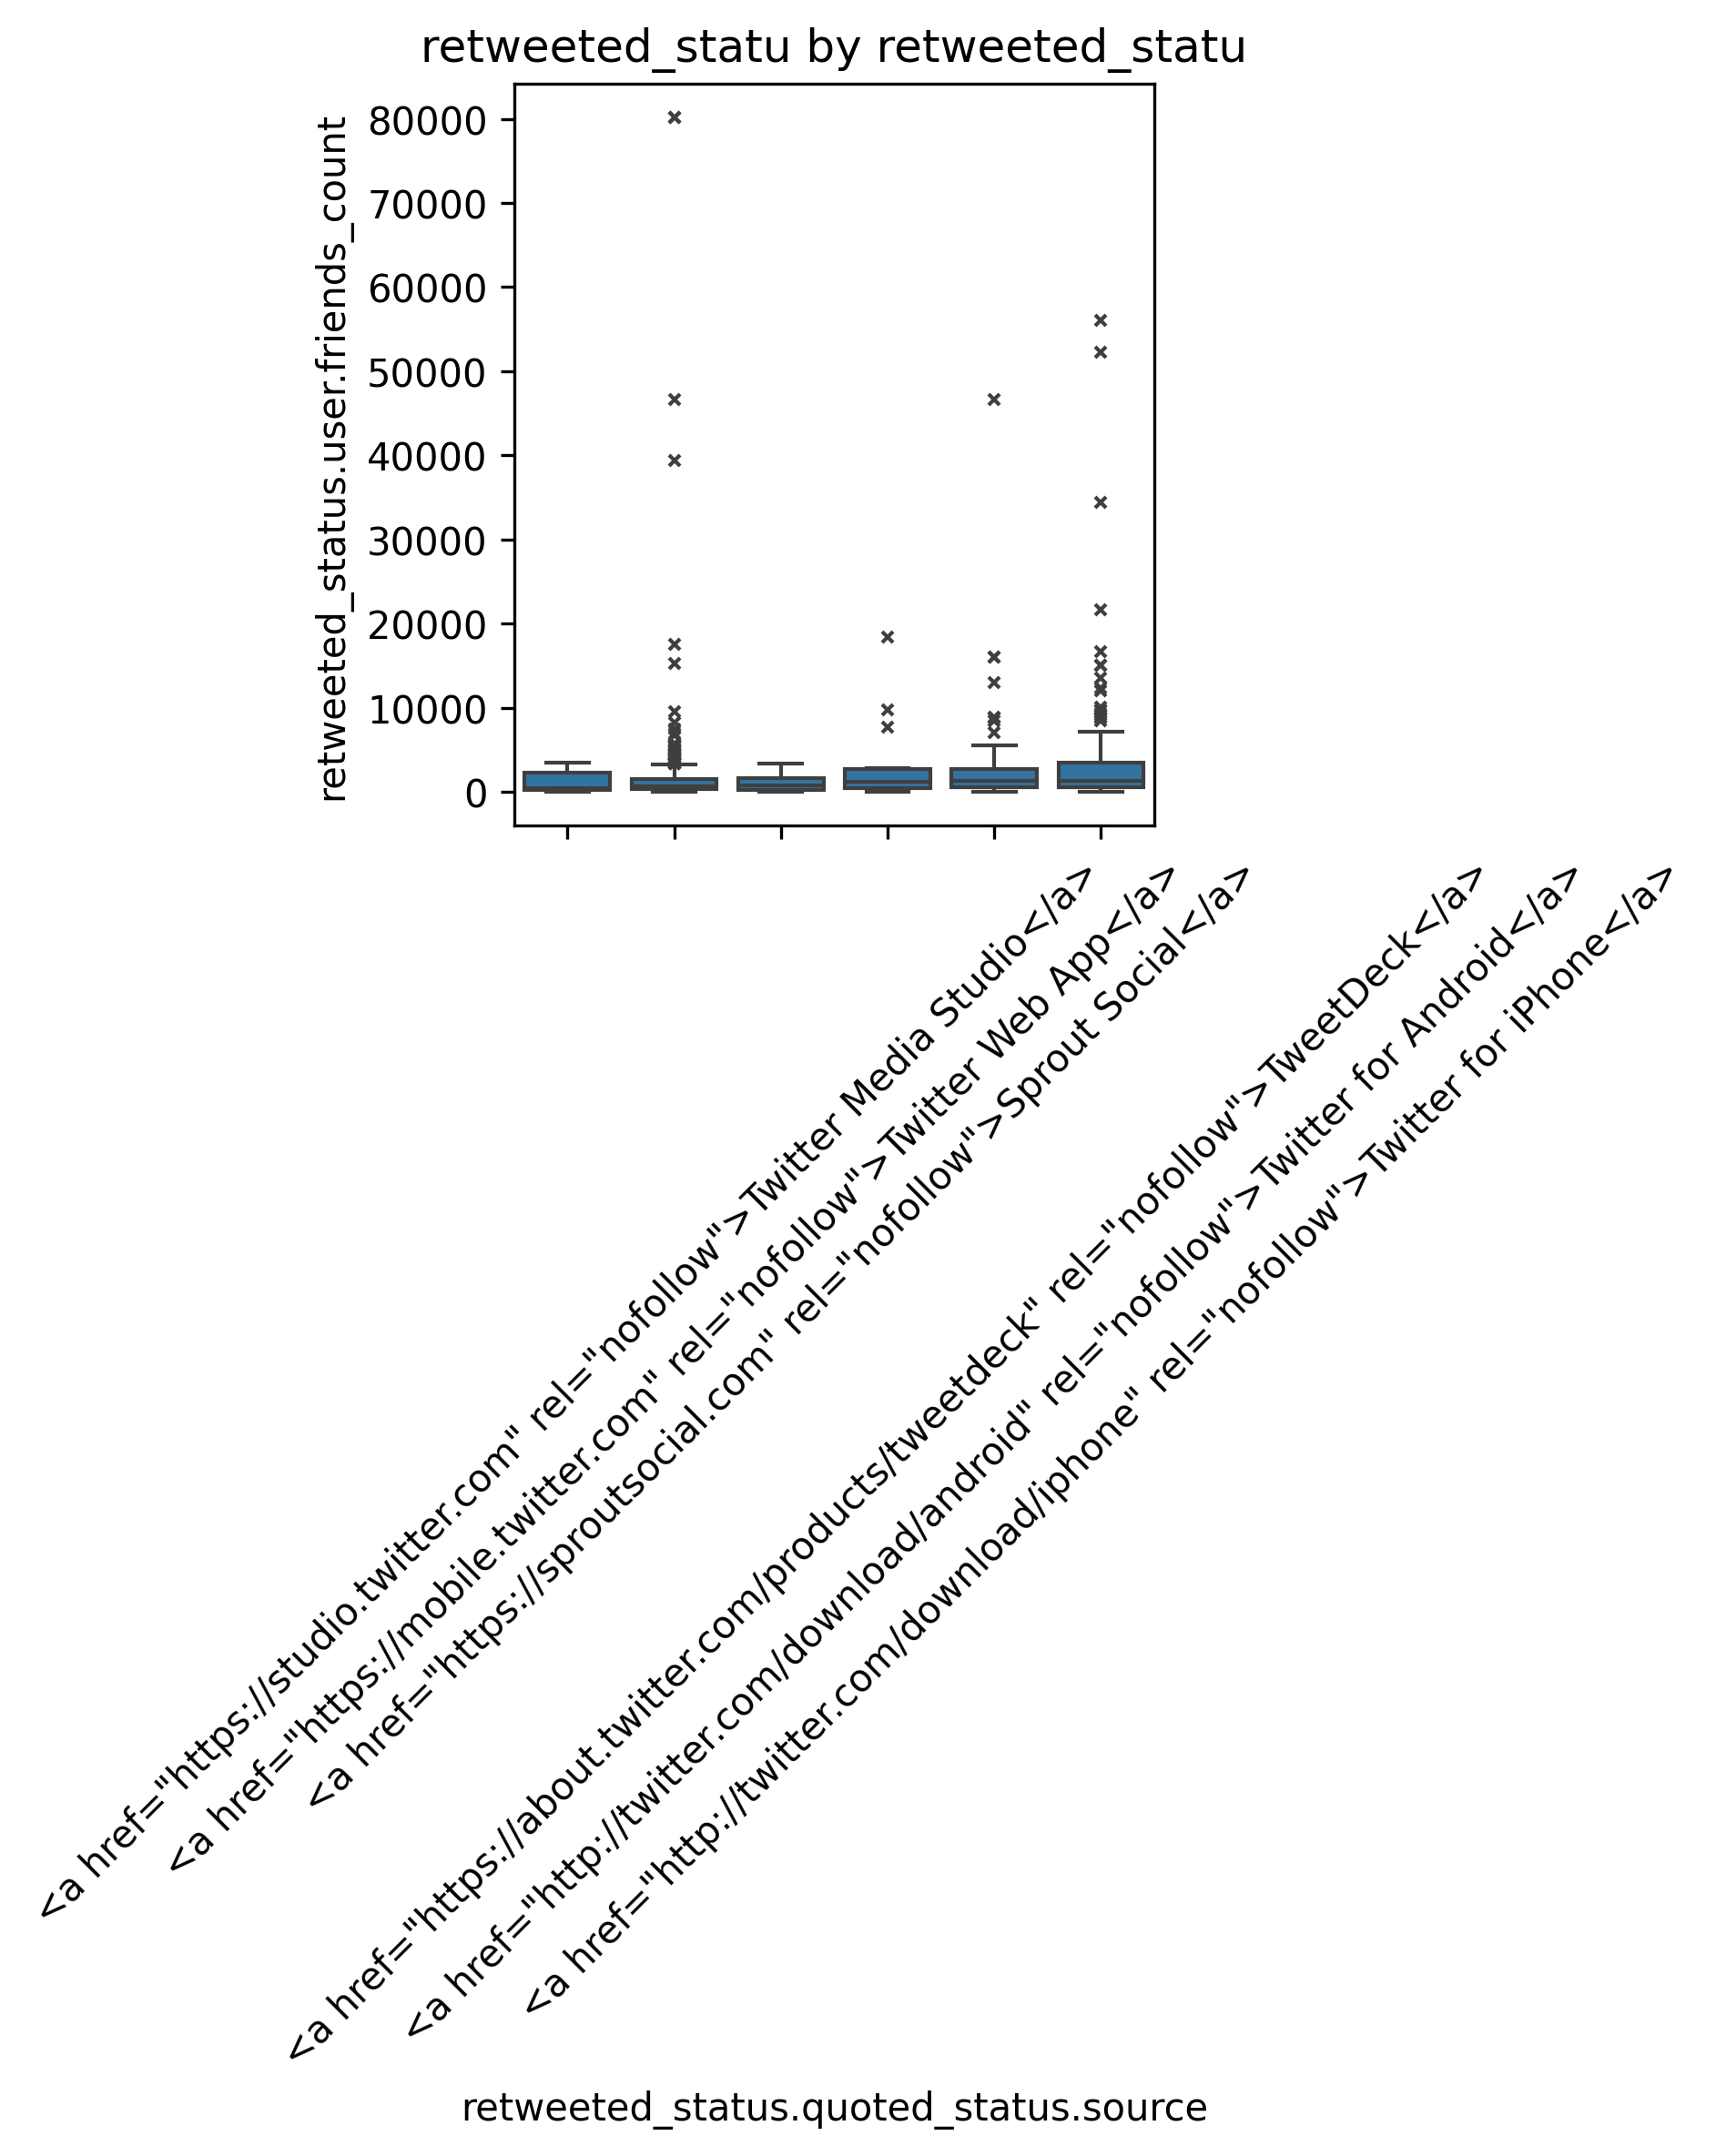 retweeted_statu by retweeted_statu
retweeted_status.user.friends_count
80000
70000
60000
50000
40000
30000
20000
10000
0
<a href="https://studio.twitter.com" rel="nofollow">Twitter Media Studio</a>
<a href="https://mobile.twitter.com" rel="nofollow">Twitter Web App</a>
<a href="https://sproutsocial.com" rel="nofollow">Sprout Social</a>
<a href="https://about.twitter.com/products/tweetdeck" rel="nofollow">TweetDeck</a>
<a href="http://twitter.com/download/android" rel="nofollow">Twitter for Android</a>
<a href="http://twitter.com/download/iphone" rel="nofollow">Twitter for iPhone</a>
retweeted_status.quoted_status.source